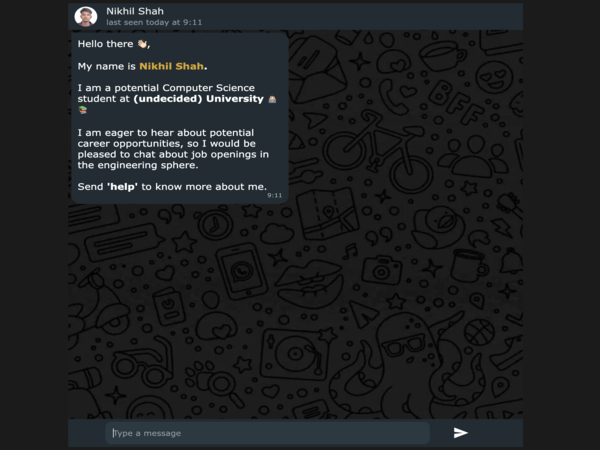 Nikhil Shah
last seen today at 9:11
Hello there 👋🏻,
My name is Nikhil Shah.
I am a potential Computer Science
student at (undecided) University 🏫
📚
I am eager to hear about potential
career opportunities, so I would be
pleased to chat about job openings in
the engineering sphere.
Send 'help' to know more about me.
9:11
BFF
Type a message